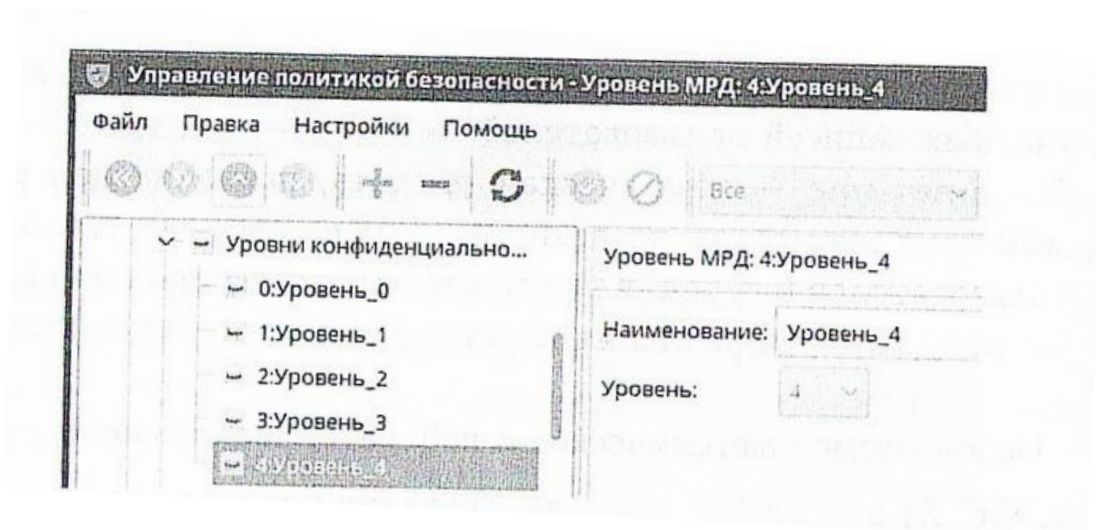 Управление политикой безопасности - Уровень МРД: 4:Уровень_4
Файл Правка Настройки Помощь
Все
Уровни конфиденциально...
0:Уровень_0
1:Уровень_1
2:Уровень_2
3:Уровень_3
4:Уровень_4
Уровень МРД: 4:Уровень_4
Наименование: Уровень_4
Уровень: 4